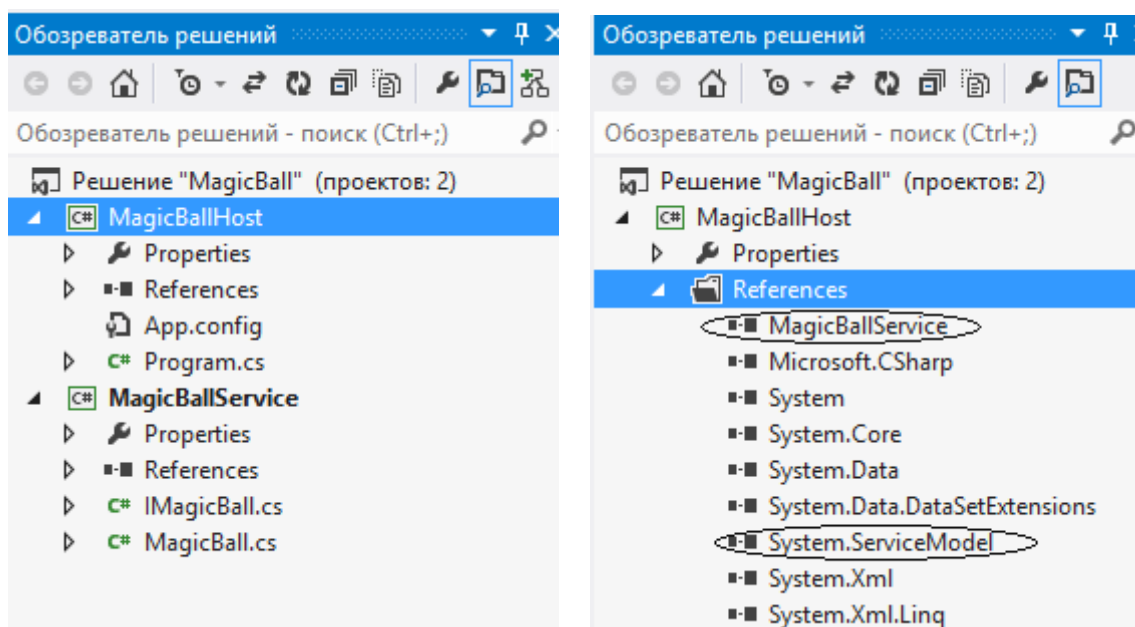 Обозреватель решений
Обозреватель решений - поиск (Ctrl+;)
Решение "MagicBall" (проектов: 2)
C# MagicBallHost
Properties
References
App.config
C# Program.cs
C# MagicBallService
Properties
References
C# IMagicBall.cs
C# MagicBall.cs
Обозреватель решений
Обозреватель решений - поиск (Ctrl+;)
Решение "MagicBall" (проектов: 2)
C# MagicBallHost
Properties
References
MagicBallService
Microsoft.CSharp
System
System.Core
System.Data
System.Data.DataSetExtensions
System.ServiceModel
System.Xml
System.Xml.Linq